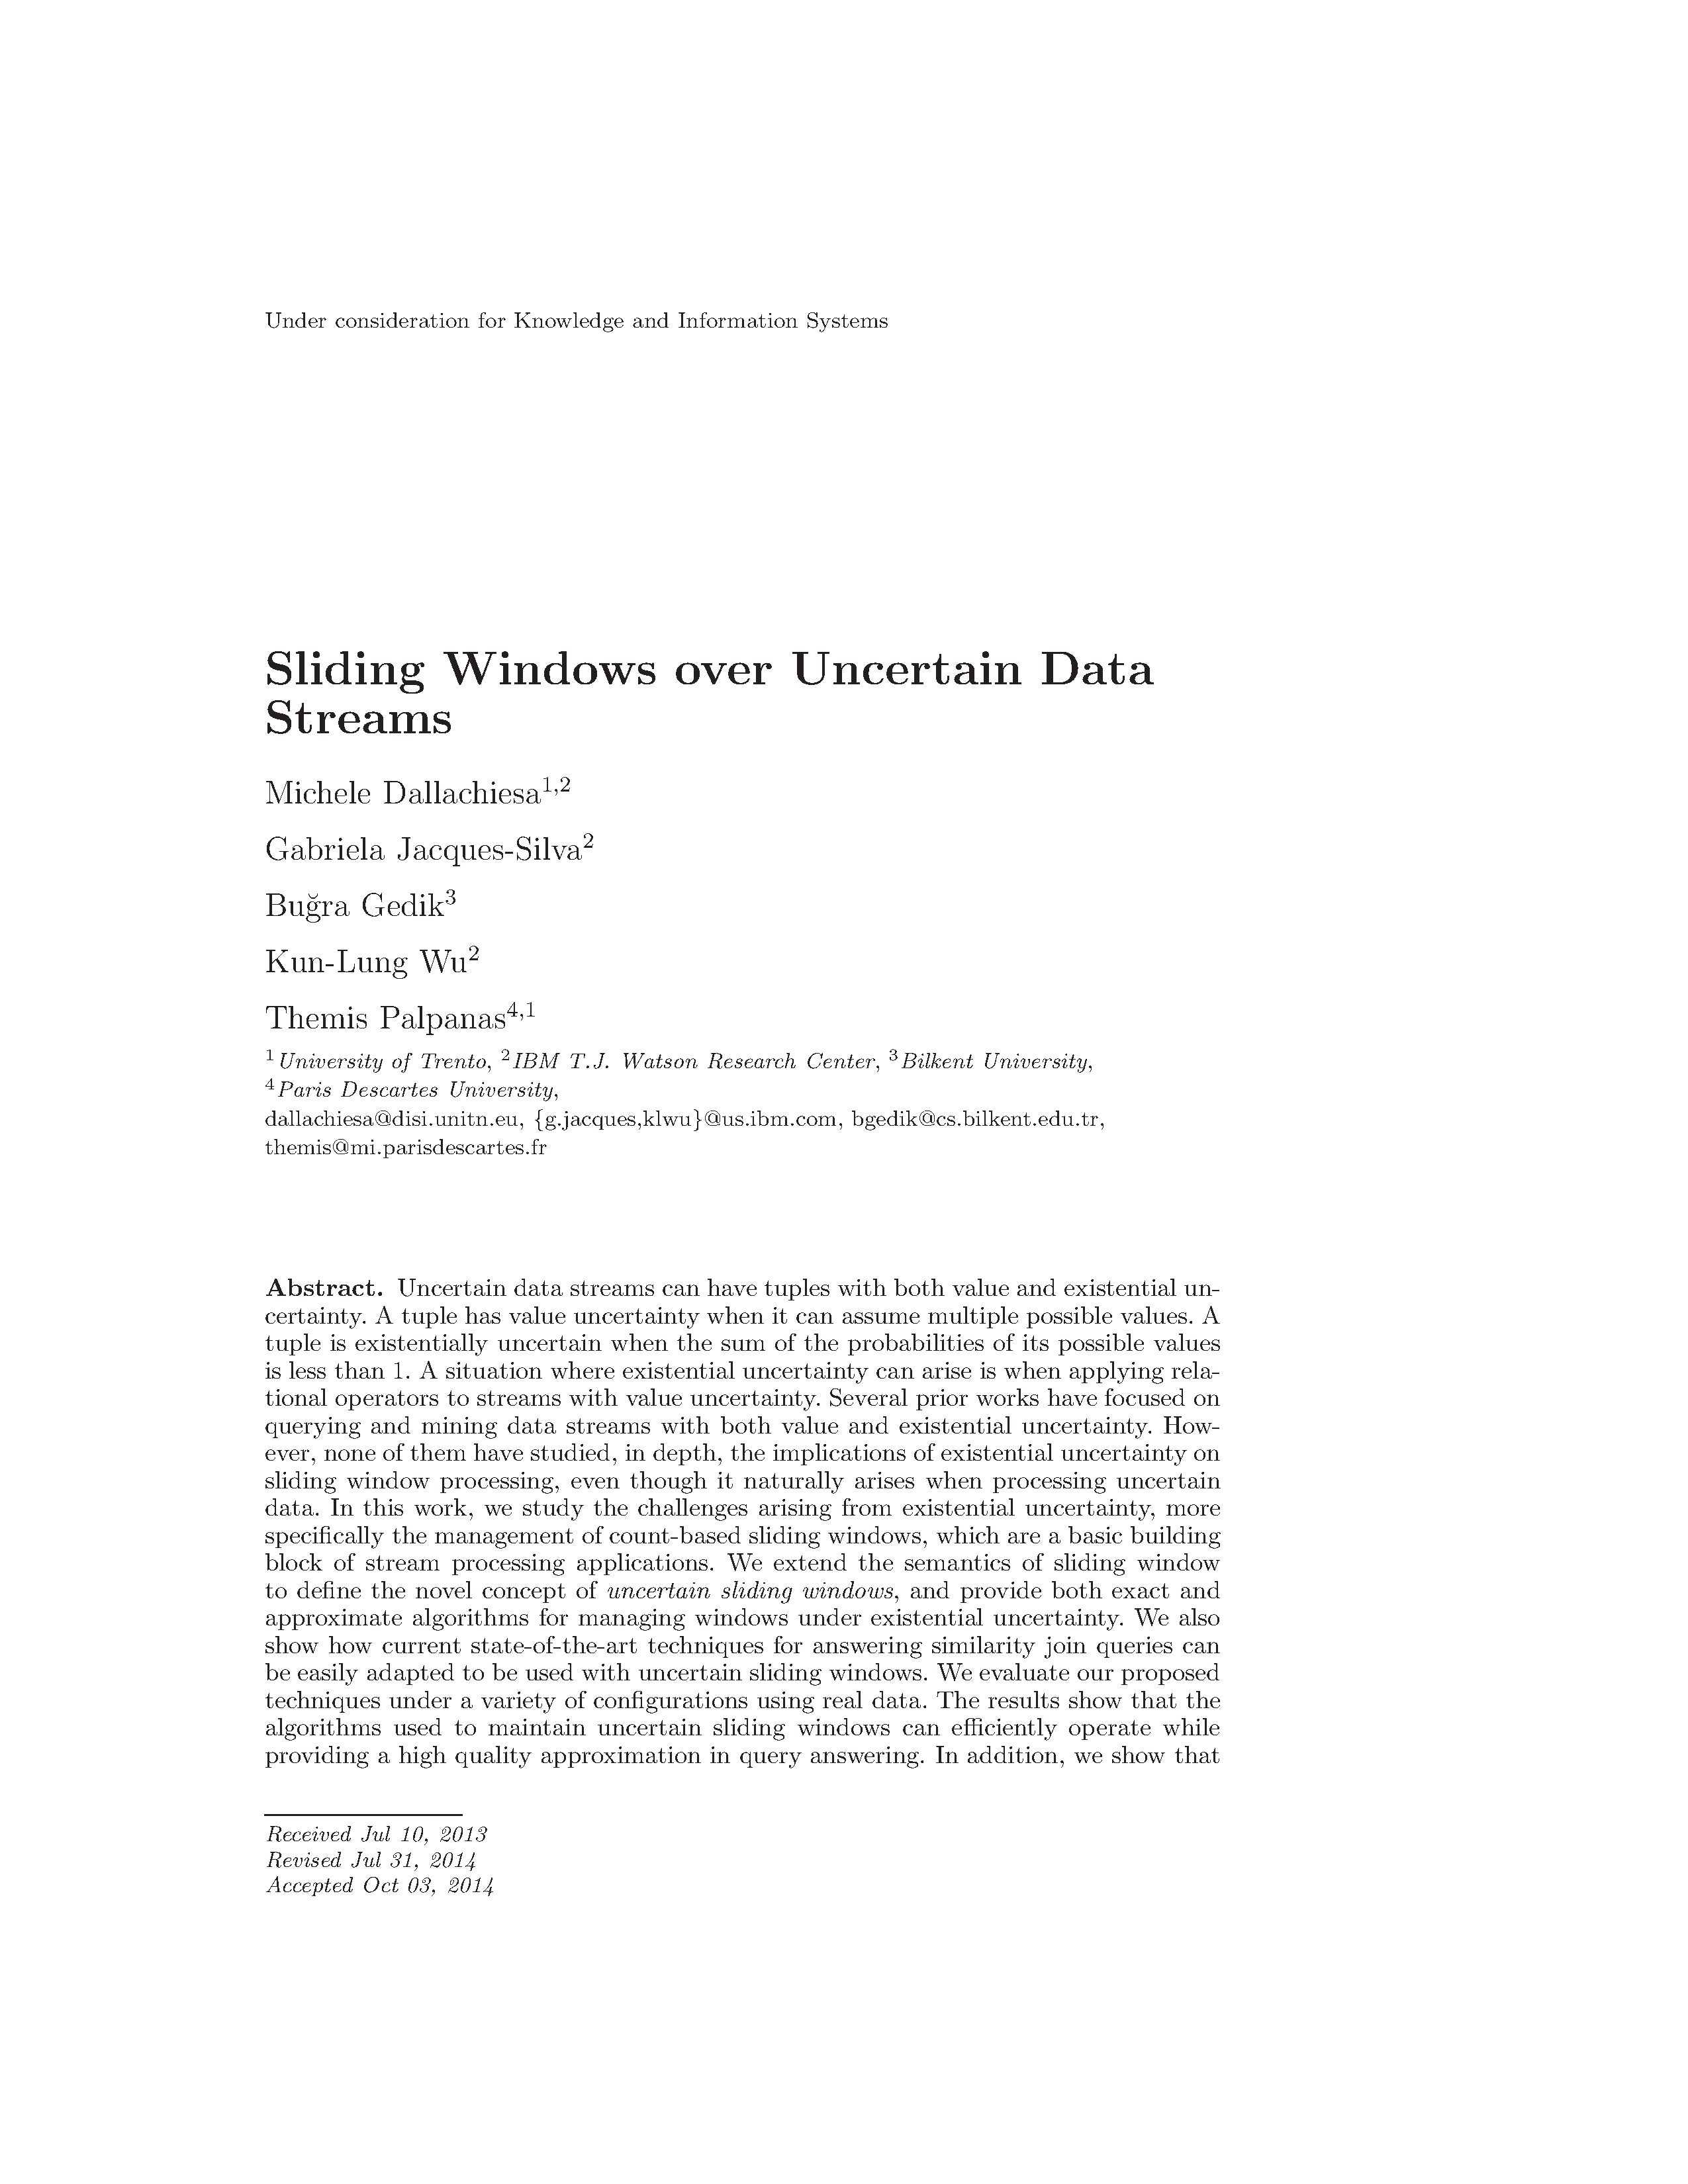 Under consideration for Knowledge and Information Systems
Sliding Windows over Uncertain Data
Streams
Michele Dallachiesa1,2
Gabriela Jacques-Silva2
Buğra Gedik3
Kun-Lung Wu2
Themis Palpanas4,1
1 University of Trento, 2 IBM T.J. Watson Research Center, 3 Bilkent University,
4 Paris Descartes University,
dallachiesa@disi.unitn.eu, {g.jacques,klwu}@us.ibm.com, bgedik@cs.bilkent.edu.tr,
themis@mi.parisdescartes.fr
Abstract. Uncertain data streams can have tuples with both value and existential un-
certainty. A tuple has value uncertainty when it can assume multiple possible values. A
tuple is existentially uncertain when the sum of the probabilities of its possible values
is less than 1. A situation where existential uncertainty can arise is when applying rela-
tional operators to streams with value uncertainty. Several prior works have focused on
querying and mining data streams with both value and existential uncertainty. How-
ever, none of them have studied, in depth, the implications of existential uncertainty on
sliding window processing, even though it naturally arises when processing uncertain
data. In this work, we study the challenges arising from existential uncertainty, more
specifically the management of count-based sliding windows, which are a basic building
block of stream processing applications. We extend the semantics of sliding window
to define the novel concept of uncertain sliding windows, and provide both exact and
approximate algorithms for managing windows under existential uncertainty. We also
show how current state-of-the-art techniques for answering similarity join queries can
be easily adapted to be used with uncertain sliding windows. We evaluate our proposed
techniques under a variety of configurations using real data. The results show that the
algorithms used to maintain uncertain sliding windows can efficiently operate while
providing a high quality approximation in query answering. In addition, we show that
Received Jul 10, 2013
Revised Jul 31, 2014
Accepted Oct 03, 2014